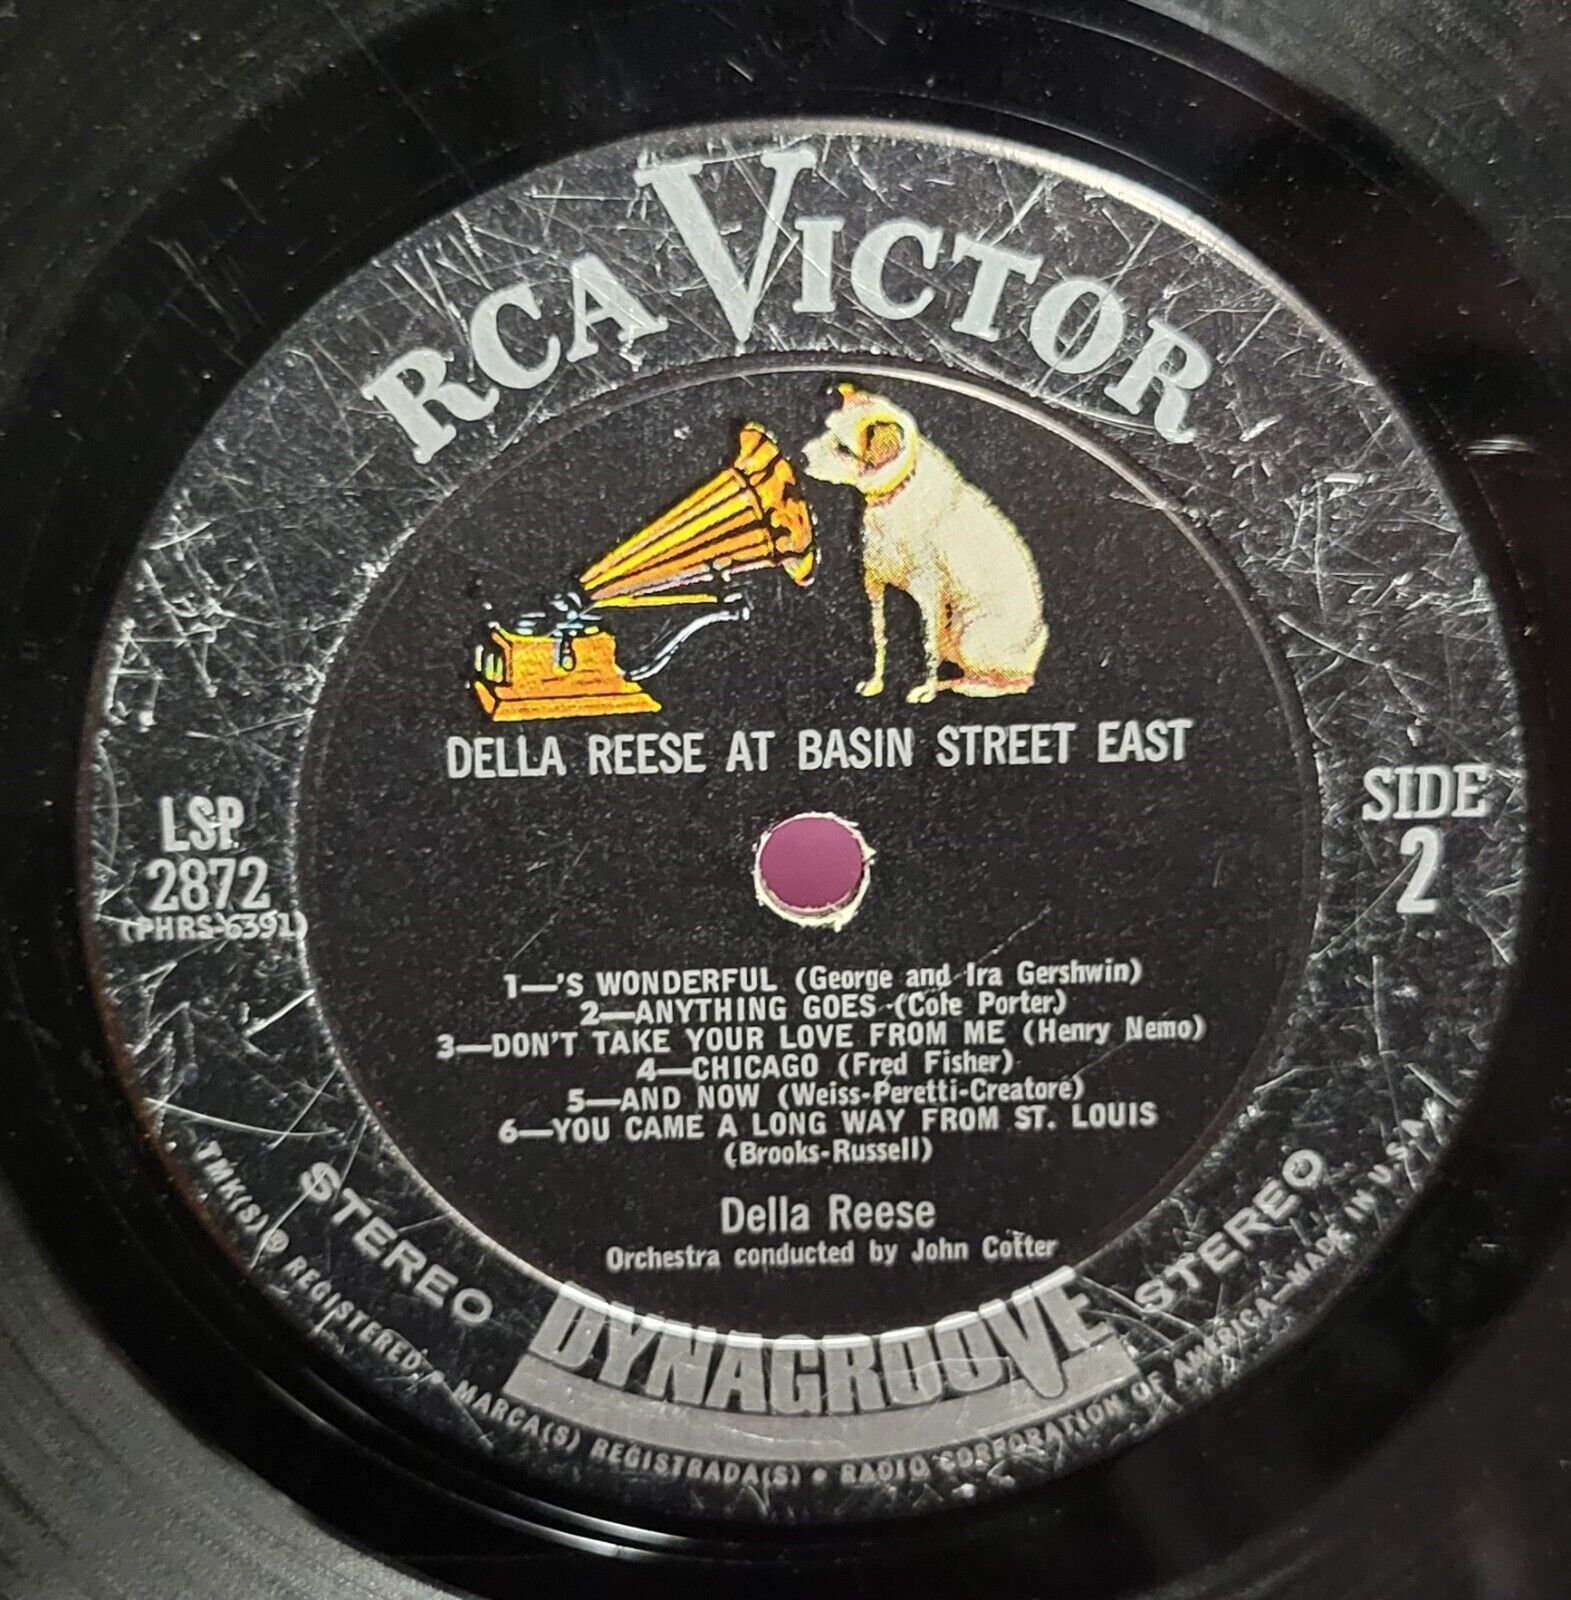 RCA VICTOR
DELLA REESE AT BASIN STREET EAST
LSP
2872
(PHRS-6391)
SIDE
2
1—'S WONDERFUL (George and Ira Gershwin)
2—ANYTHING GOES (Cole Porter)
3—DON'T TAKE YOUR LOVE FROM ME (Henry Nemo)
4—CHICAGO (Fred Fisher)
5—AND NOW (Weiss-Peretti-Creatore)
6—YOU CAME A LONG WAY FROM ST. LOUIS
(Brooks-Russell)
Della Reese
Orchestra conducted by John Cotter
STEREO
DYNAGROOVE
STEREO
TMK(S) ® REGISTERED • MARCA(S) REGISTRADA(S) • RADIO CORPORATION OF AMERICA—MADE IN U.S.A.